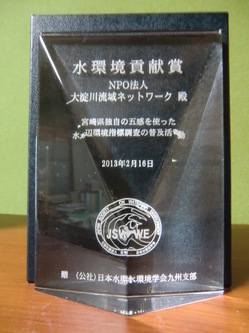 水環境貢献賞
NPO法人
大淀川流域ネットワーク 殿
宮崎県独自の五感を使った
水辺環境指標調査の普及活動
2013年2月16日
JSWE
贈 (公社)日本水環境学会九州支部